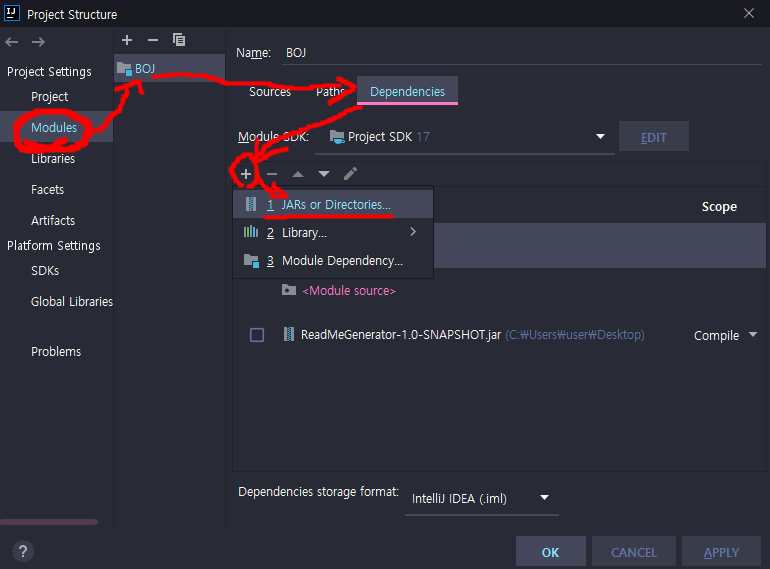 IJ Project Structure
Project Settings
Project
Modules
Libraries
Facets
Artifacts
Platform Settings
SDKs
Global Libraries
Problems
BOJ
Name: BOJ
Sources Paths Dependencies
Module SDK: Project SDK 17 EDIT
1 JARs or Directories...
2 Library...
3 Module Dependency...
Scope
<Module source>
ReadMeGenerator-1.0-SNAPSHOT.jar (C:₩Users₩user₩Desktop) Compile
Dependencies storage format: IntelliJ IDEA (.iml)
? OK CANCEL APPLY